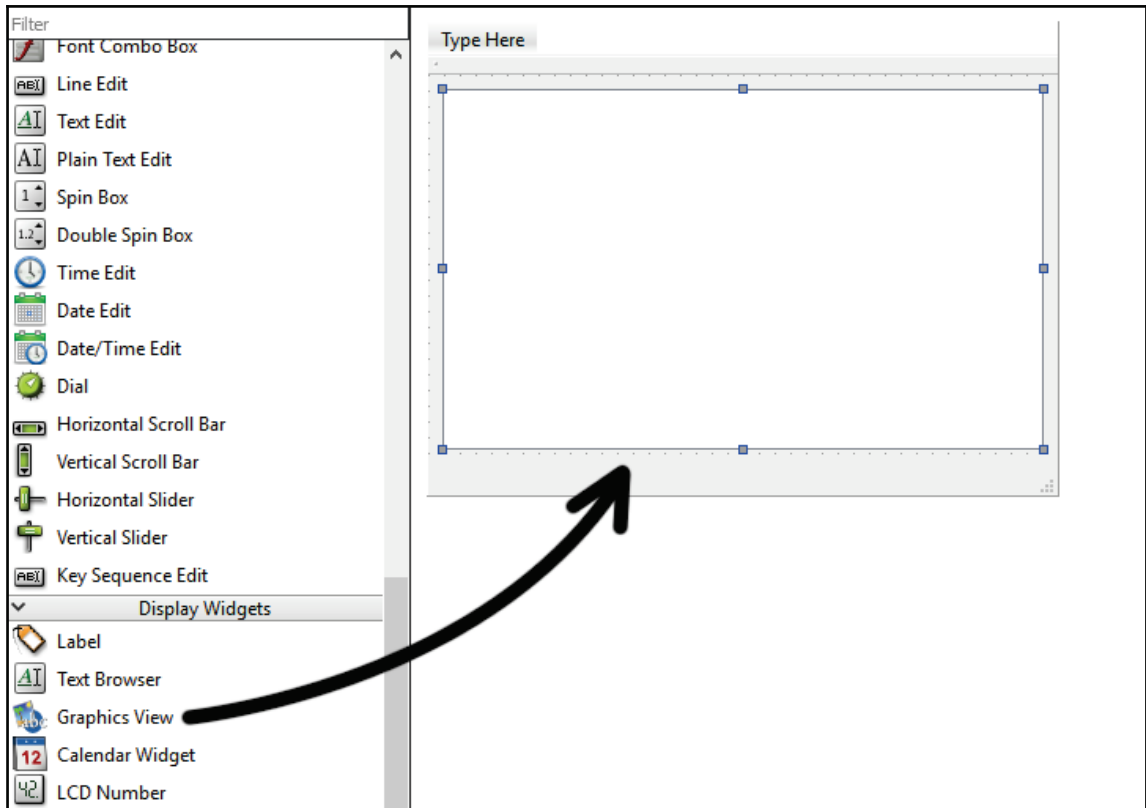 Filter
Font Combo Box
Line Edit
Text Edit
Plain Text Edit
Spin Box
Double Spin Box
Time Edit
Date Edit
Date/Time Edit
Dial
Horizontal Scroll Bar
Vertical Scroll Bar
Horizontal Slider
Vertical Slider
Key Sequence Edit
Display Widgets
Label
Text Browser
Graphics View
Calendar Widget
LCD Number
Type Here